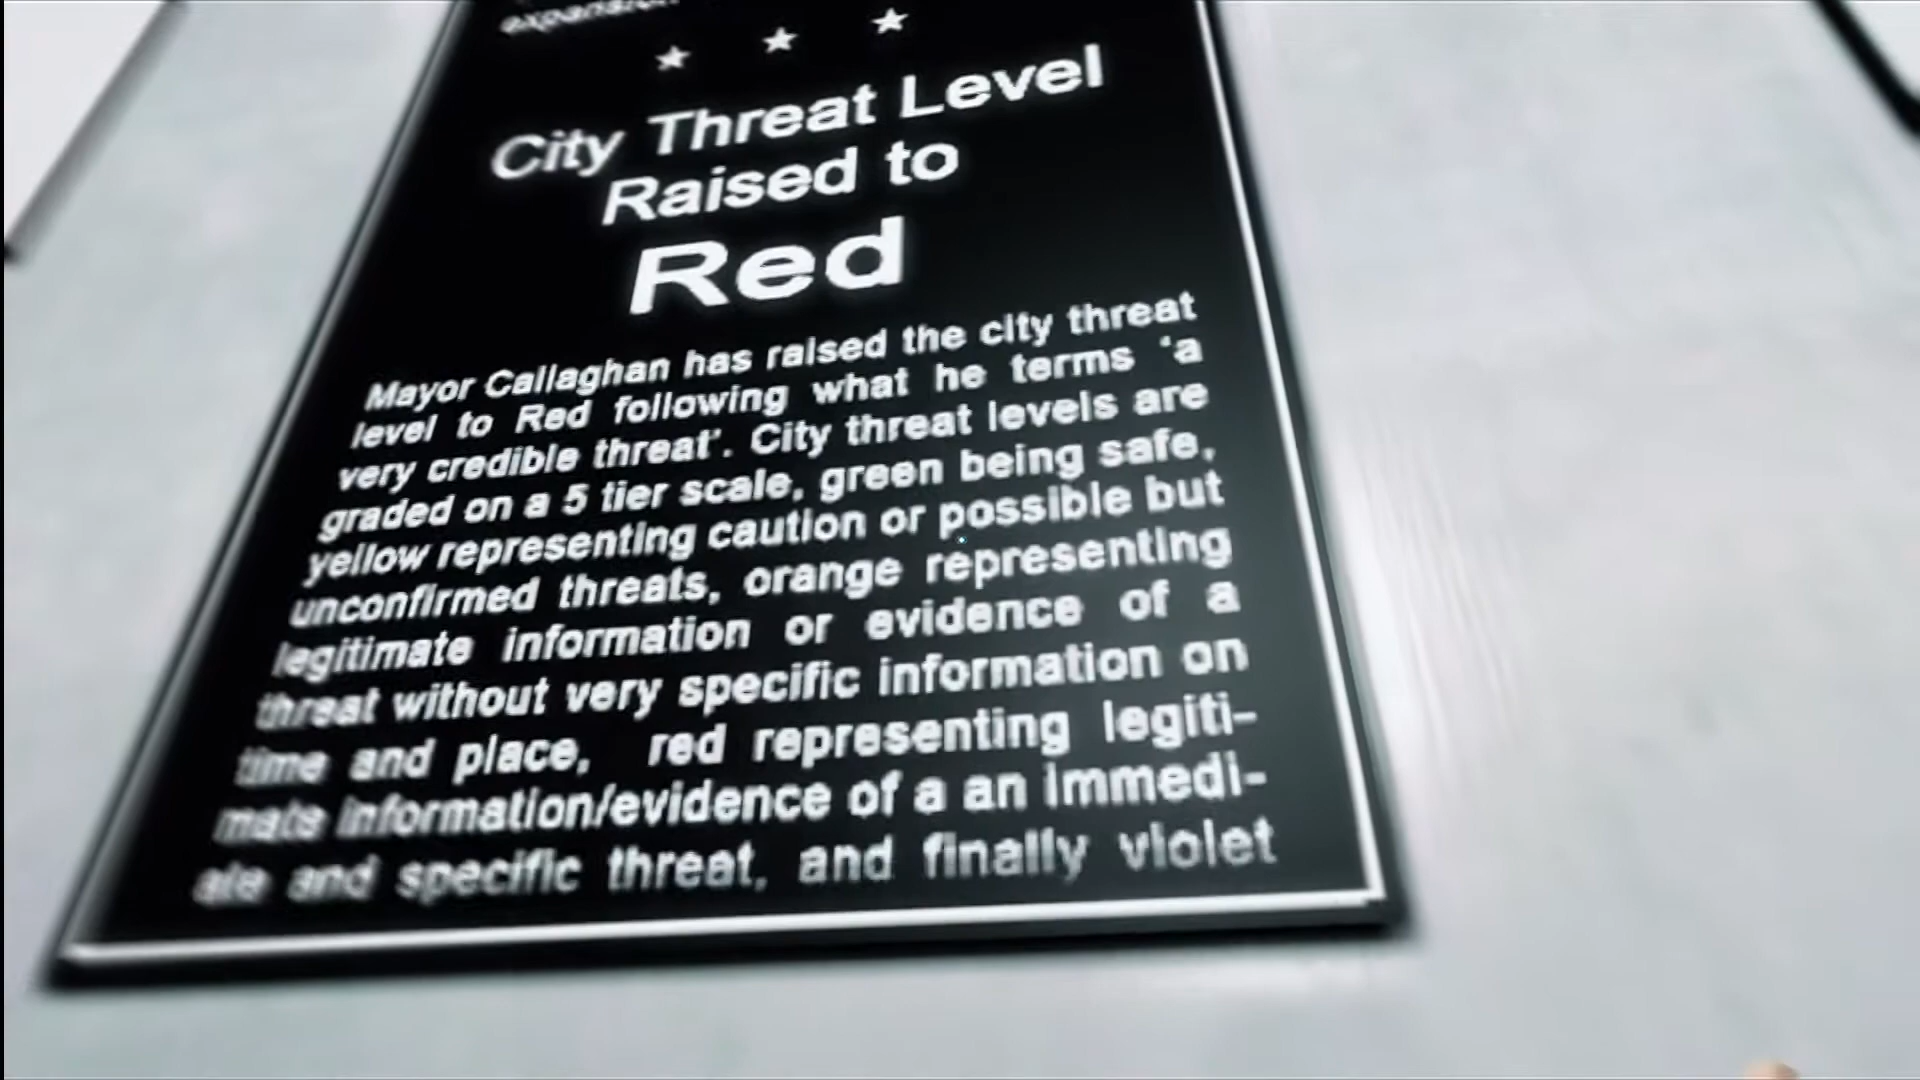 expansion
City Threat Level
Raised to
Red
Mayor Callaghan has raised the city threat
level to Red following what he terms 'a
very credible threat'. City threat levels are
graded on a 5 tier scale, green being safe,
yellow representing caution or possible but
unconfirmed threats, orange representing
legitimate information or evidence of a
threat without very specific information on
time and place, red representing legiti-
mate information/evidence of a an immedi-
ate and specific threat, and finally violet